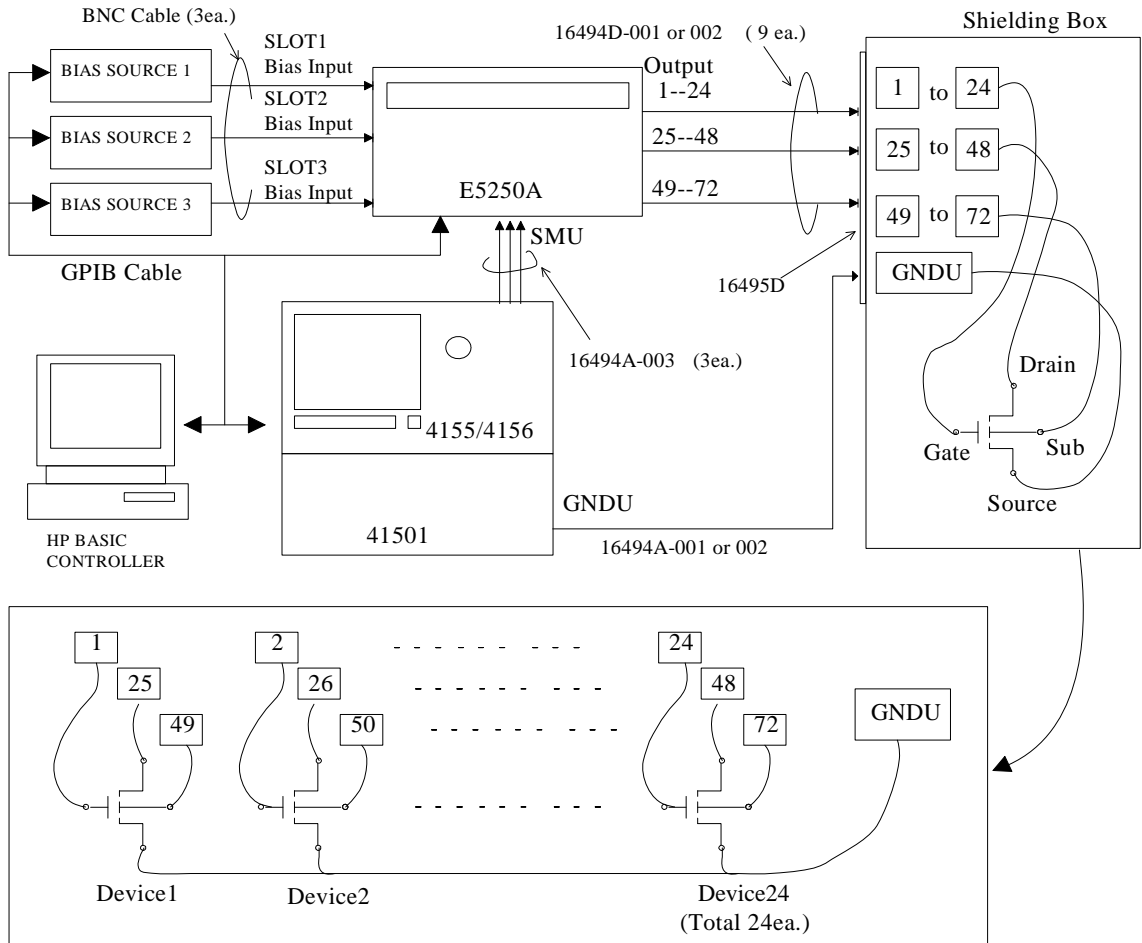 BNC Cable (3ea.)
SLOT1
Bias Input
BIAS SOURCE 1
SLOT2
Bias Input
BIAS SOURCE 2
SLOT3
Bias Input
BIAS SOURCE 3
GPIB Cable
E5250A
SMU
16494D-001 or 002 ( 9 ea.)
Output
1--24
25--48
49--72
Shielding Box
1 to 24
25 to 48
49 to 72
GNDU
16495D
16494A-003 (3ea.)
Drain
Gate
Sub
Source
4155/4156
41501
GNDU
16494A-001 or 002
HP BASIC
CONTROLLER
1
25
49
2
26
50
24
48
72
GNDU
Device1
Device2
Device24
(Total 24ea.)